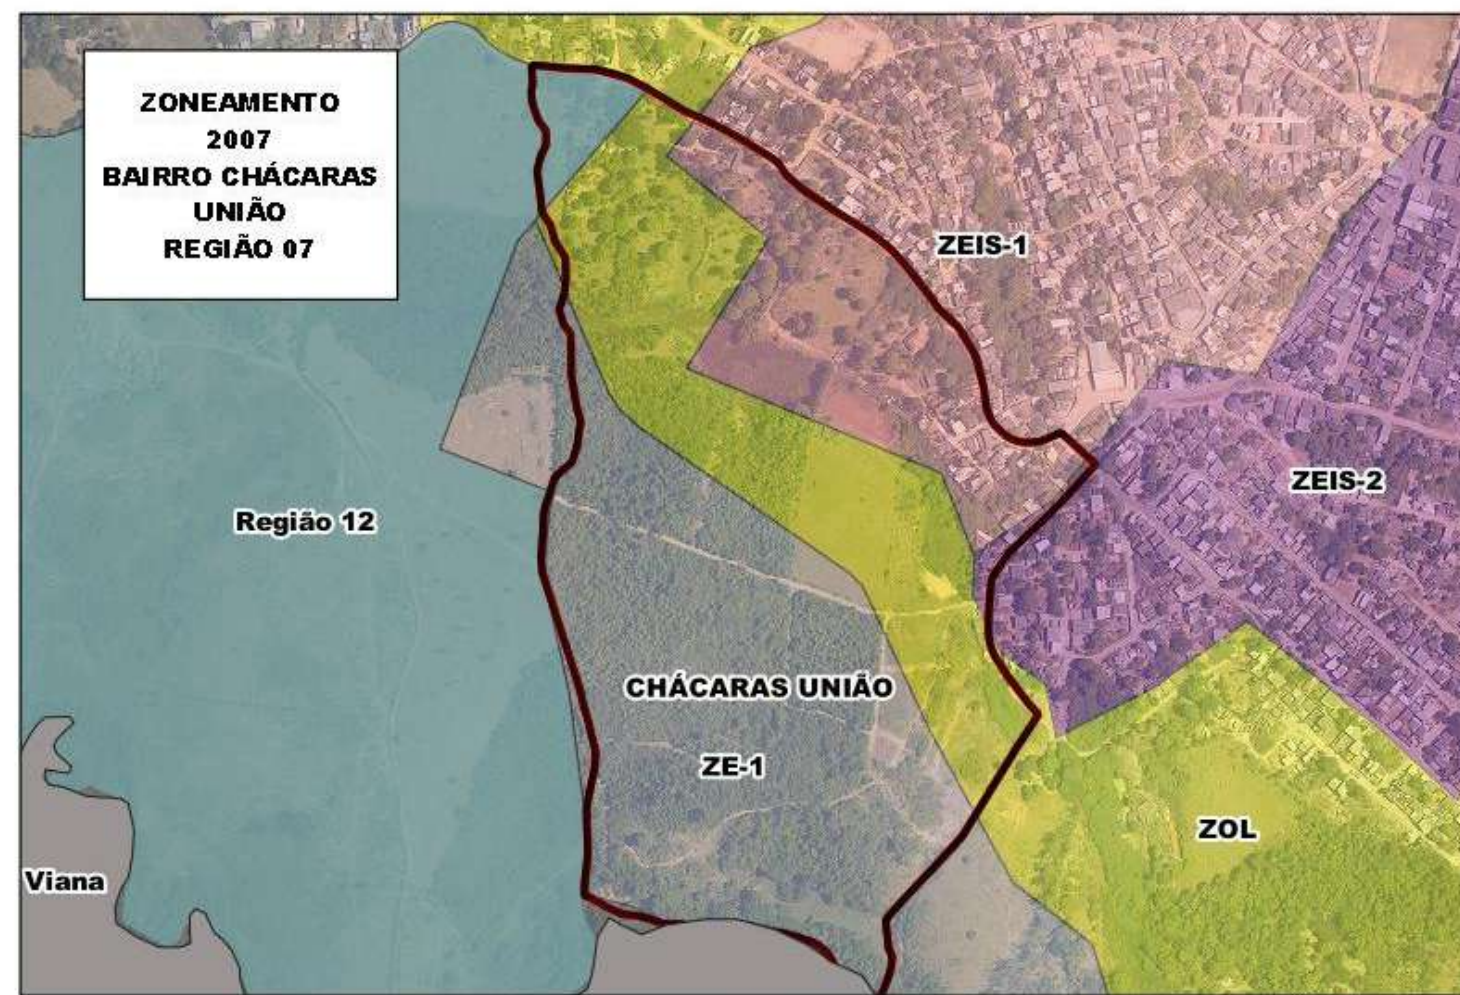 ZONEAMENTO
2007
BAIRRO CHÁCARAS
UNIÃO
REGIÃO 07
ZEIS-1
ZEIS-2
Região 12
CHÁCARAS UNIÃO
ZE-1
ZOL
Viana